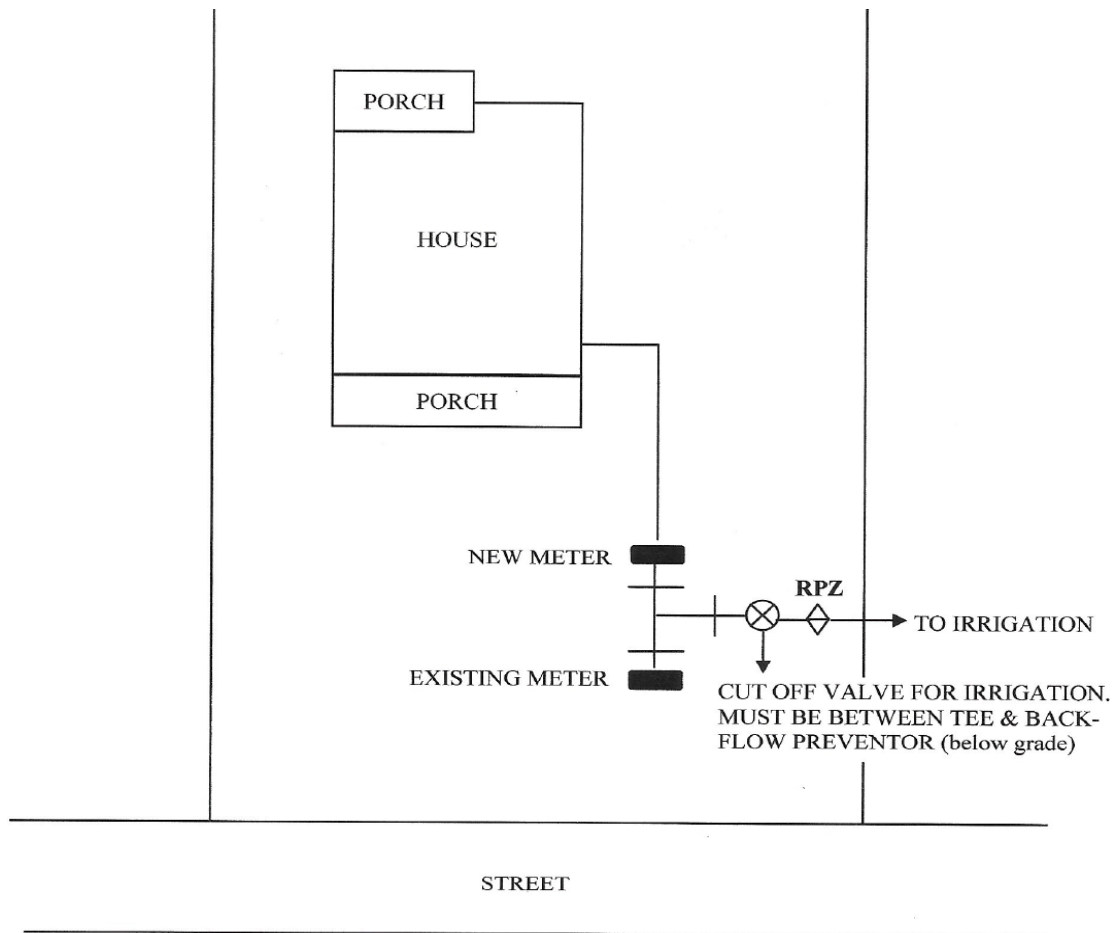 PORCH
HOUSE
PORCH
NEW METER
RPZ
TO IRRIGATION
EXISTING METER
CUT OFF VALVE FOR IRRIGATION.
MUST BE BETWEEN TEE & BACK-
FLOW PREVENTOR (below grade)
STREET